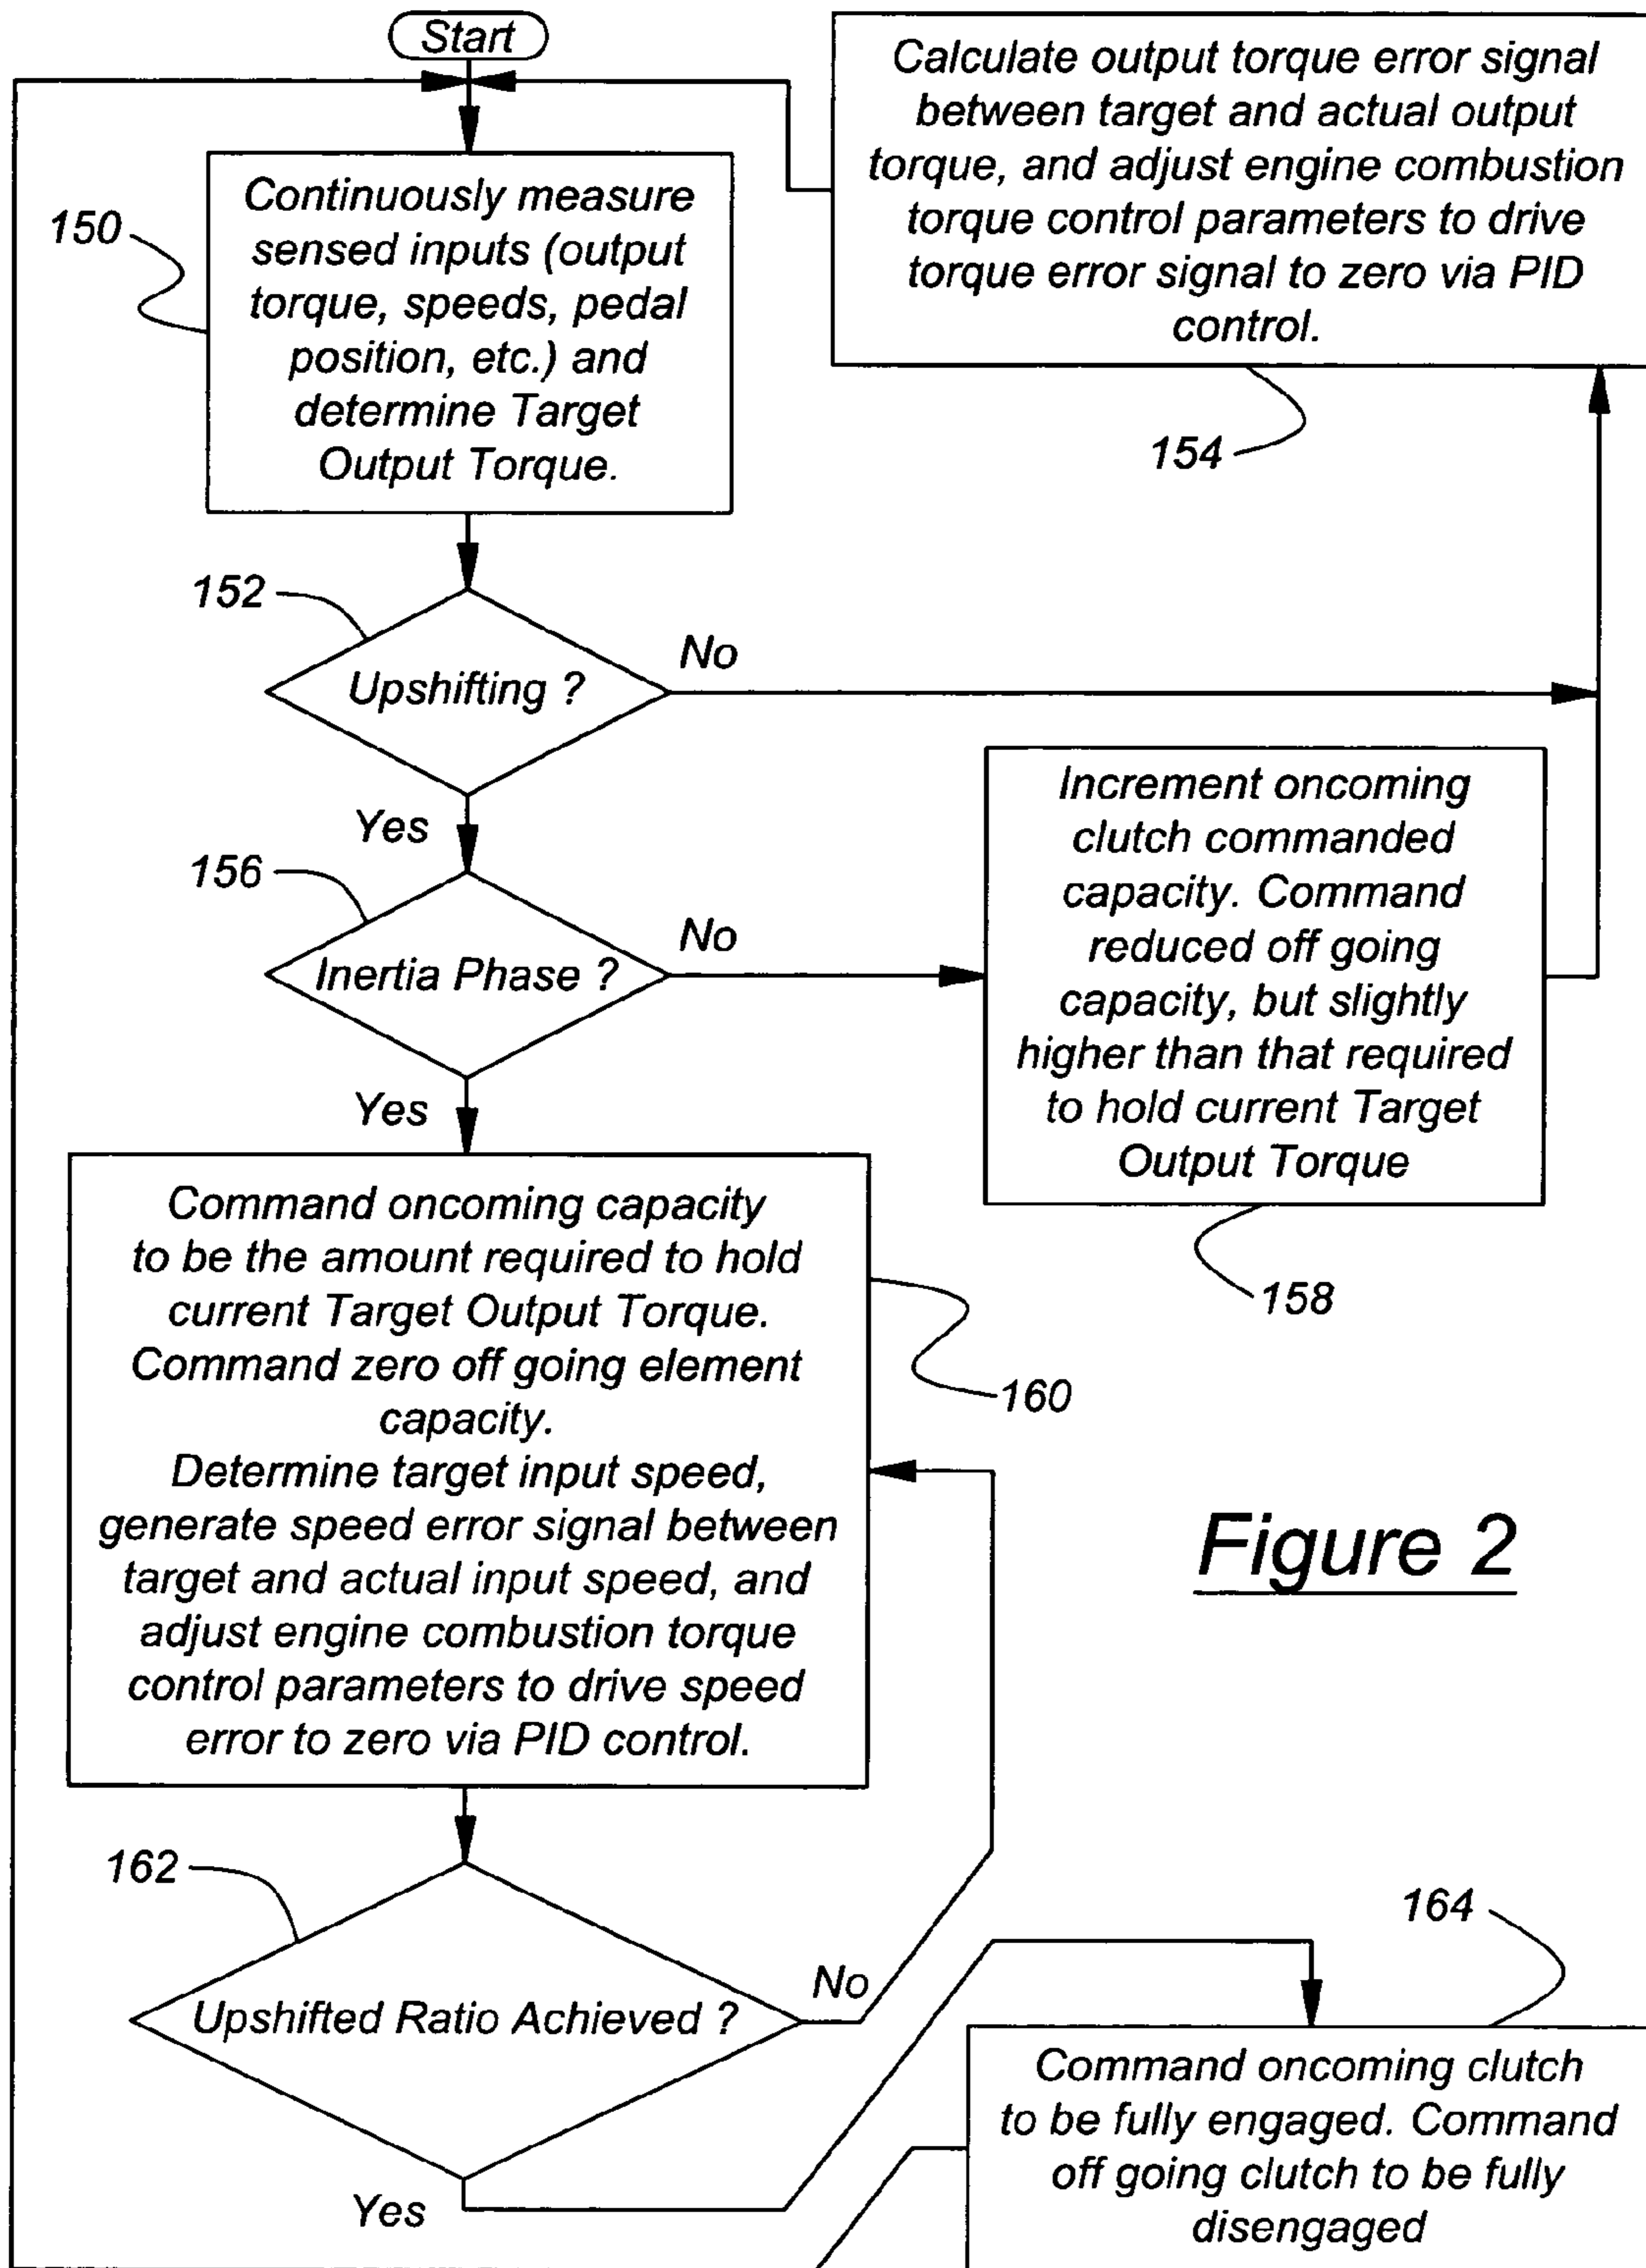 Start
Calculate output torque error signal
between target and actual output
torque, and adjust engine combustion
torque control parameters to drive
torque error signal to zero via PID
control.
154
150
Continuously measure
sensed inputs (output
torque, speeds, pedal
position, etc.) and
determine Target
Output Torque.
152
Upshifting ?
No
Yes
156
Inertia Phase ?
No
Yes
Increment oncoming
clutch commanded
capacity. Command
reduced off going
capacity, but slightly
higher than that required
to hold current Target
Output Torque
158
Command oncoming capacity
to be the amount required to hold
current Target Output Torque.
Command zero off going element
capacity.
Determine target input speed,
generate speed error signal between
target and actual input speed, and
adjust engine combustion torque
control parameters to drive speed
error to zero via PID control.
160
Figure 2
162
Upshifted Ratio Achieved ?
No
Yes
164
Command oncoming clutch
to be fully engaged. Command
off going clutch to be fully
disengaged